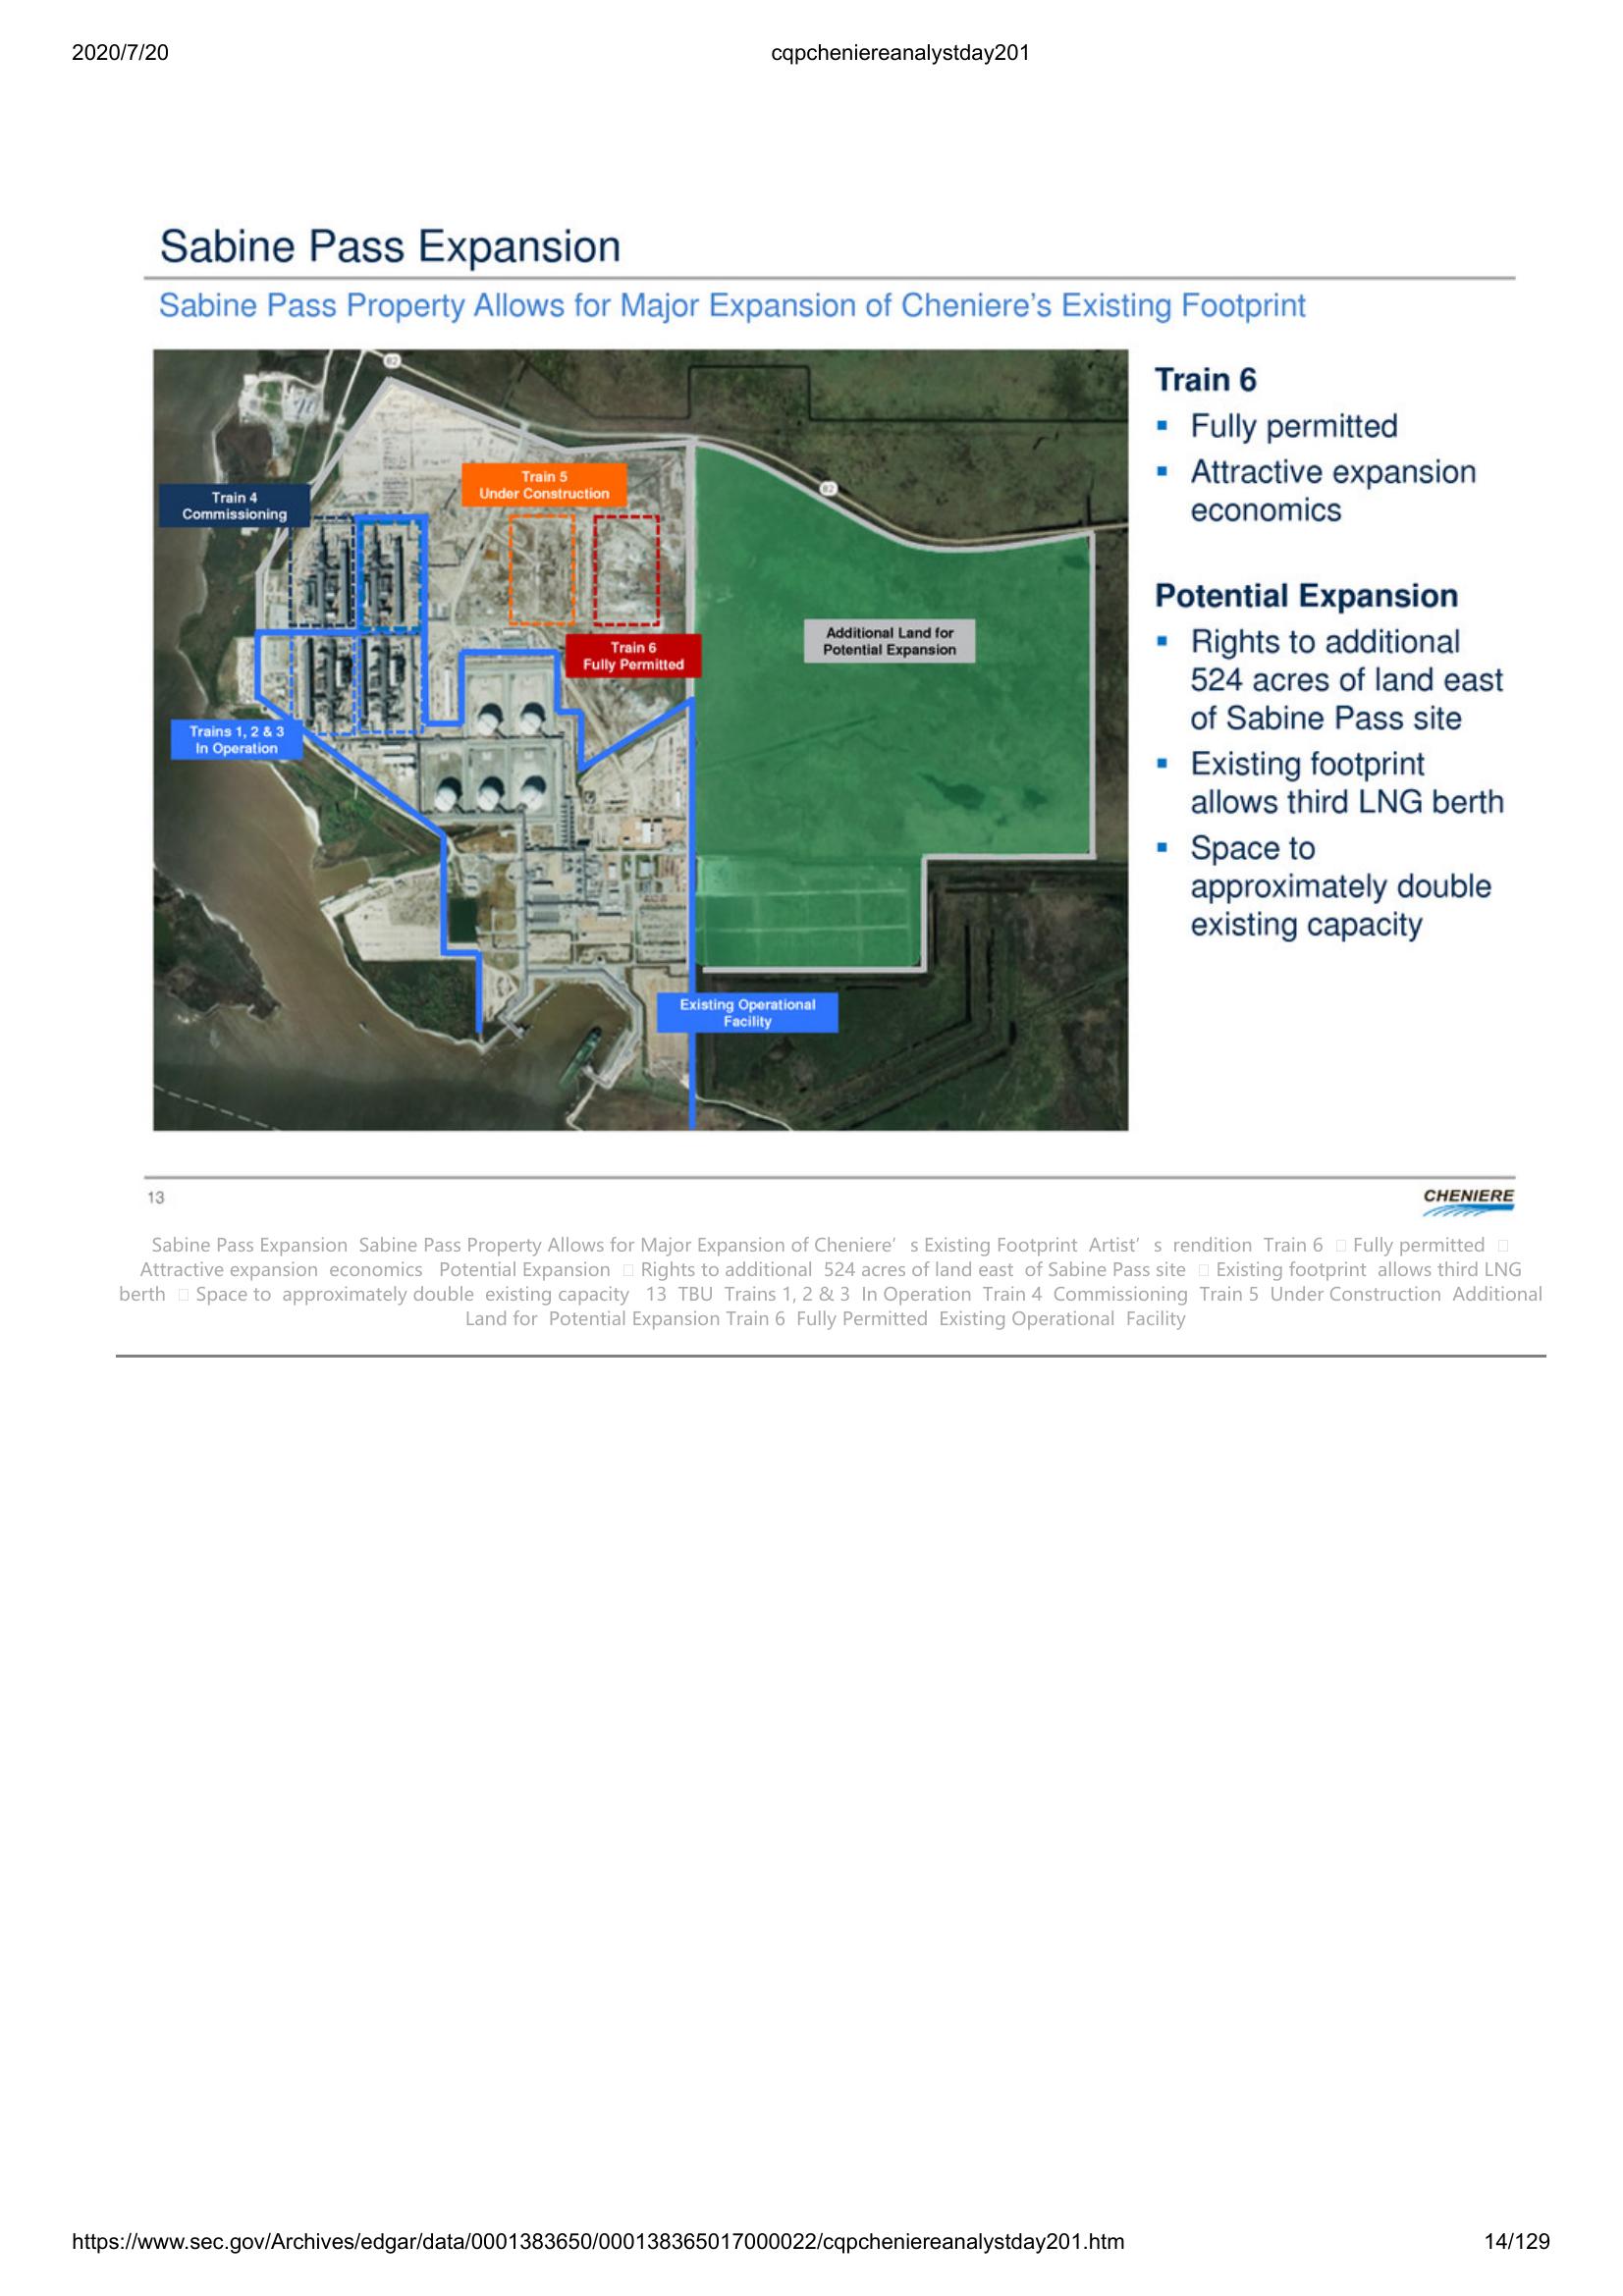 2020/7/20
cqpcheniereanalystday201
Sabine Pass Expansion
Sabine Pass Property Allows for Major Expansion of Cheniere's Existing Footprint
82
82
Train 4
Commissioning
Train 5
Under Construction
Train 6
Fully Permitted
Additional Land for
Potential Expansion
Trains 1, 2 & 3
In Operation
Existing Operational
Facility
Train 6
▪ Fully permitted
▪ Attractive expansion
economics
Potential Expansion
▪ Rights to additional
524 acres of land east
of Sabine Pass site
▪ Existing footprint
allows third LNG berth
▪ Space to
approximately double
existing capacity
13
CHENIERE
Sabine Pass Expansion Sabine Pass Property Allows for Major Expansion of Cheniere’ s Existing Footprint Artist’ s rendition Train 6 □ Fully permitted □
Attractive expansion economics Potential Expansion □ Rights to additional 524 acres of land east of Sabine Pass site □ Existing footprint allows third LNG
berth □ Space to approximately double existing capacity 13 TBU Trains 1, 2 & 3 In Operation Train 4 Commissioning Train 5 Under Construction Additional
Land for Potential Expansion Train 6 Fully Permitted Existing Operational Facility
https://www.sec.gov/Archives/edgar/data/0001383650/000138365017000022/cqpcheniereanalystday201.htm
14/129